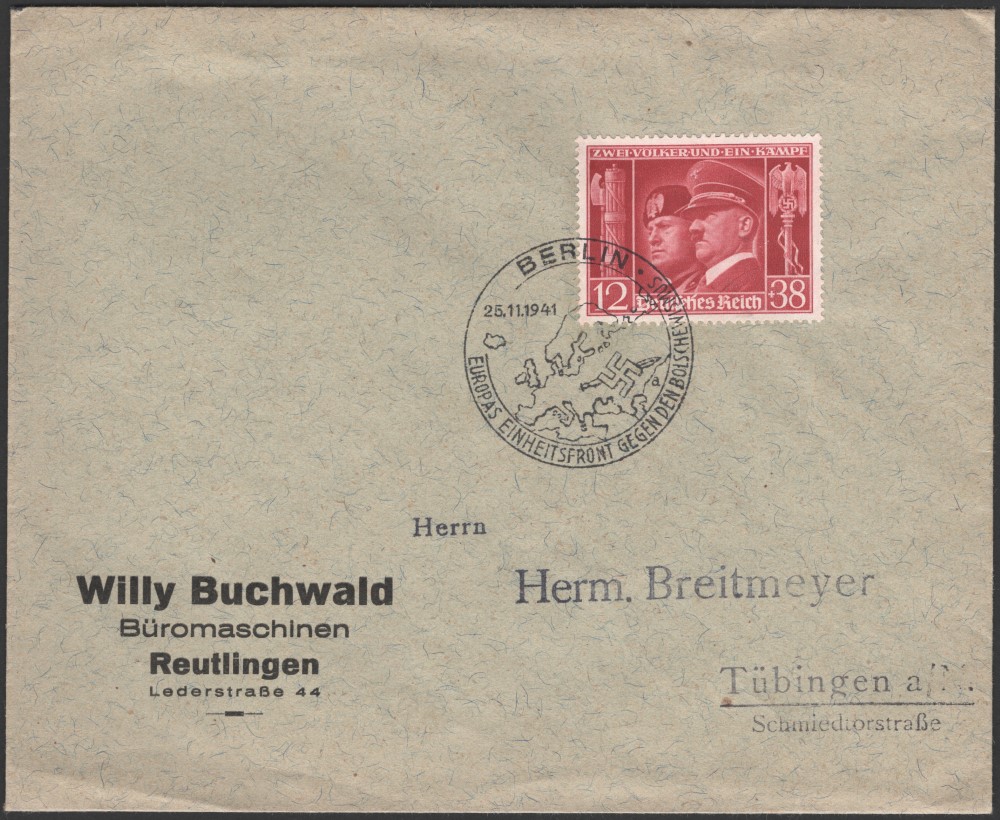 ZWEI·VÖLKER·UND·EIN·KAMPF
12 Deutsches Reich +38
BERLIN ·
25.11.1941
EUROPAS EINHEITSFRONT GEGEN DEN BOLSCHEWISMUS
Herrn
Herm. Breitmeyer
Tübingen a/N.
Schmiedtorstraße
Willy Buchwald
Büromaschinen
Reutlingen
Lederstraße 44